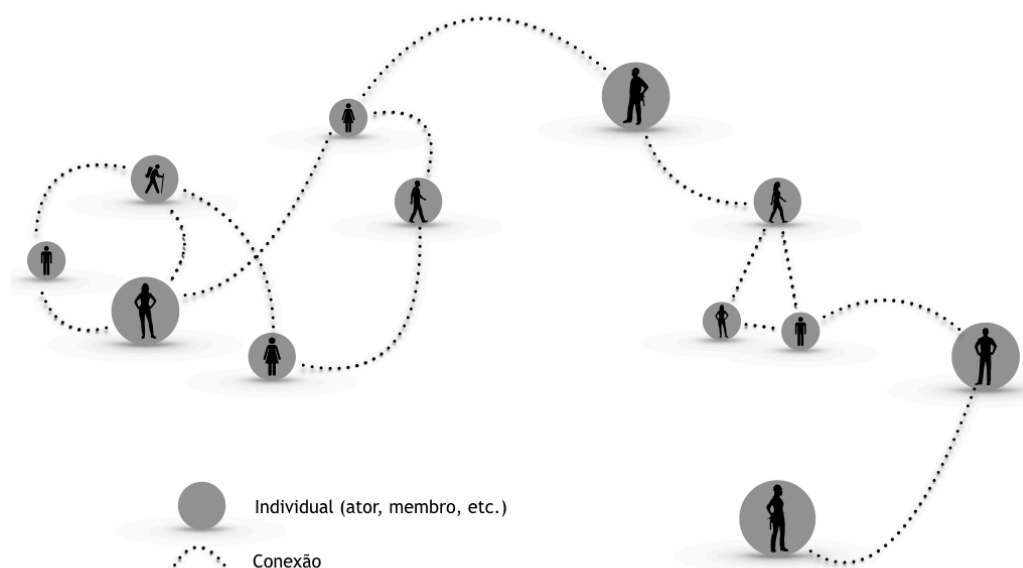 Individual (ator, membro, etc.)
Conexão